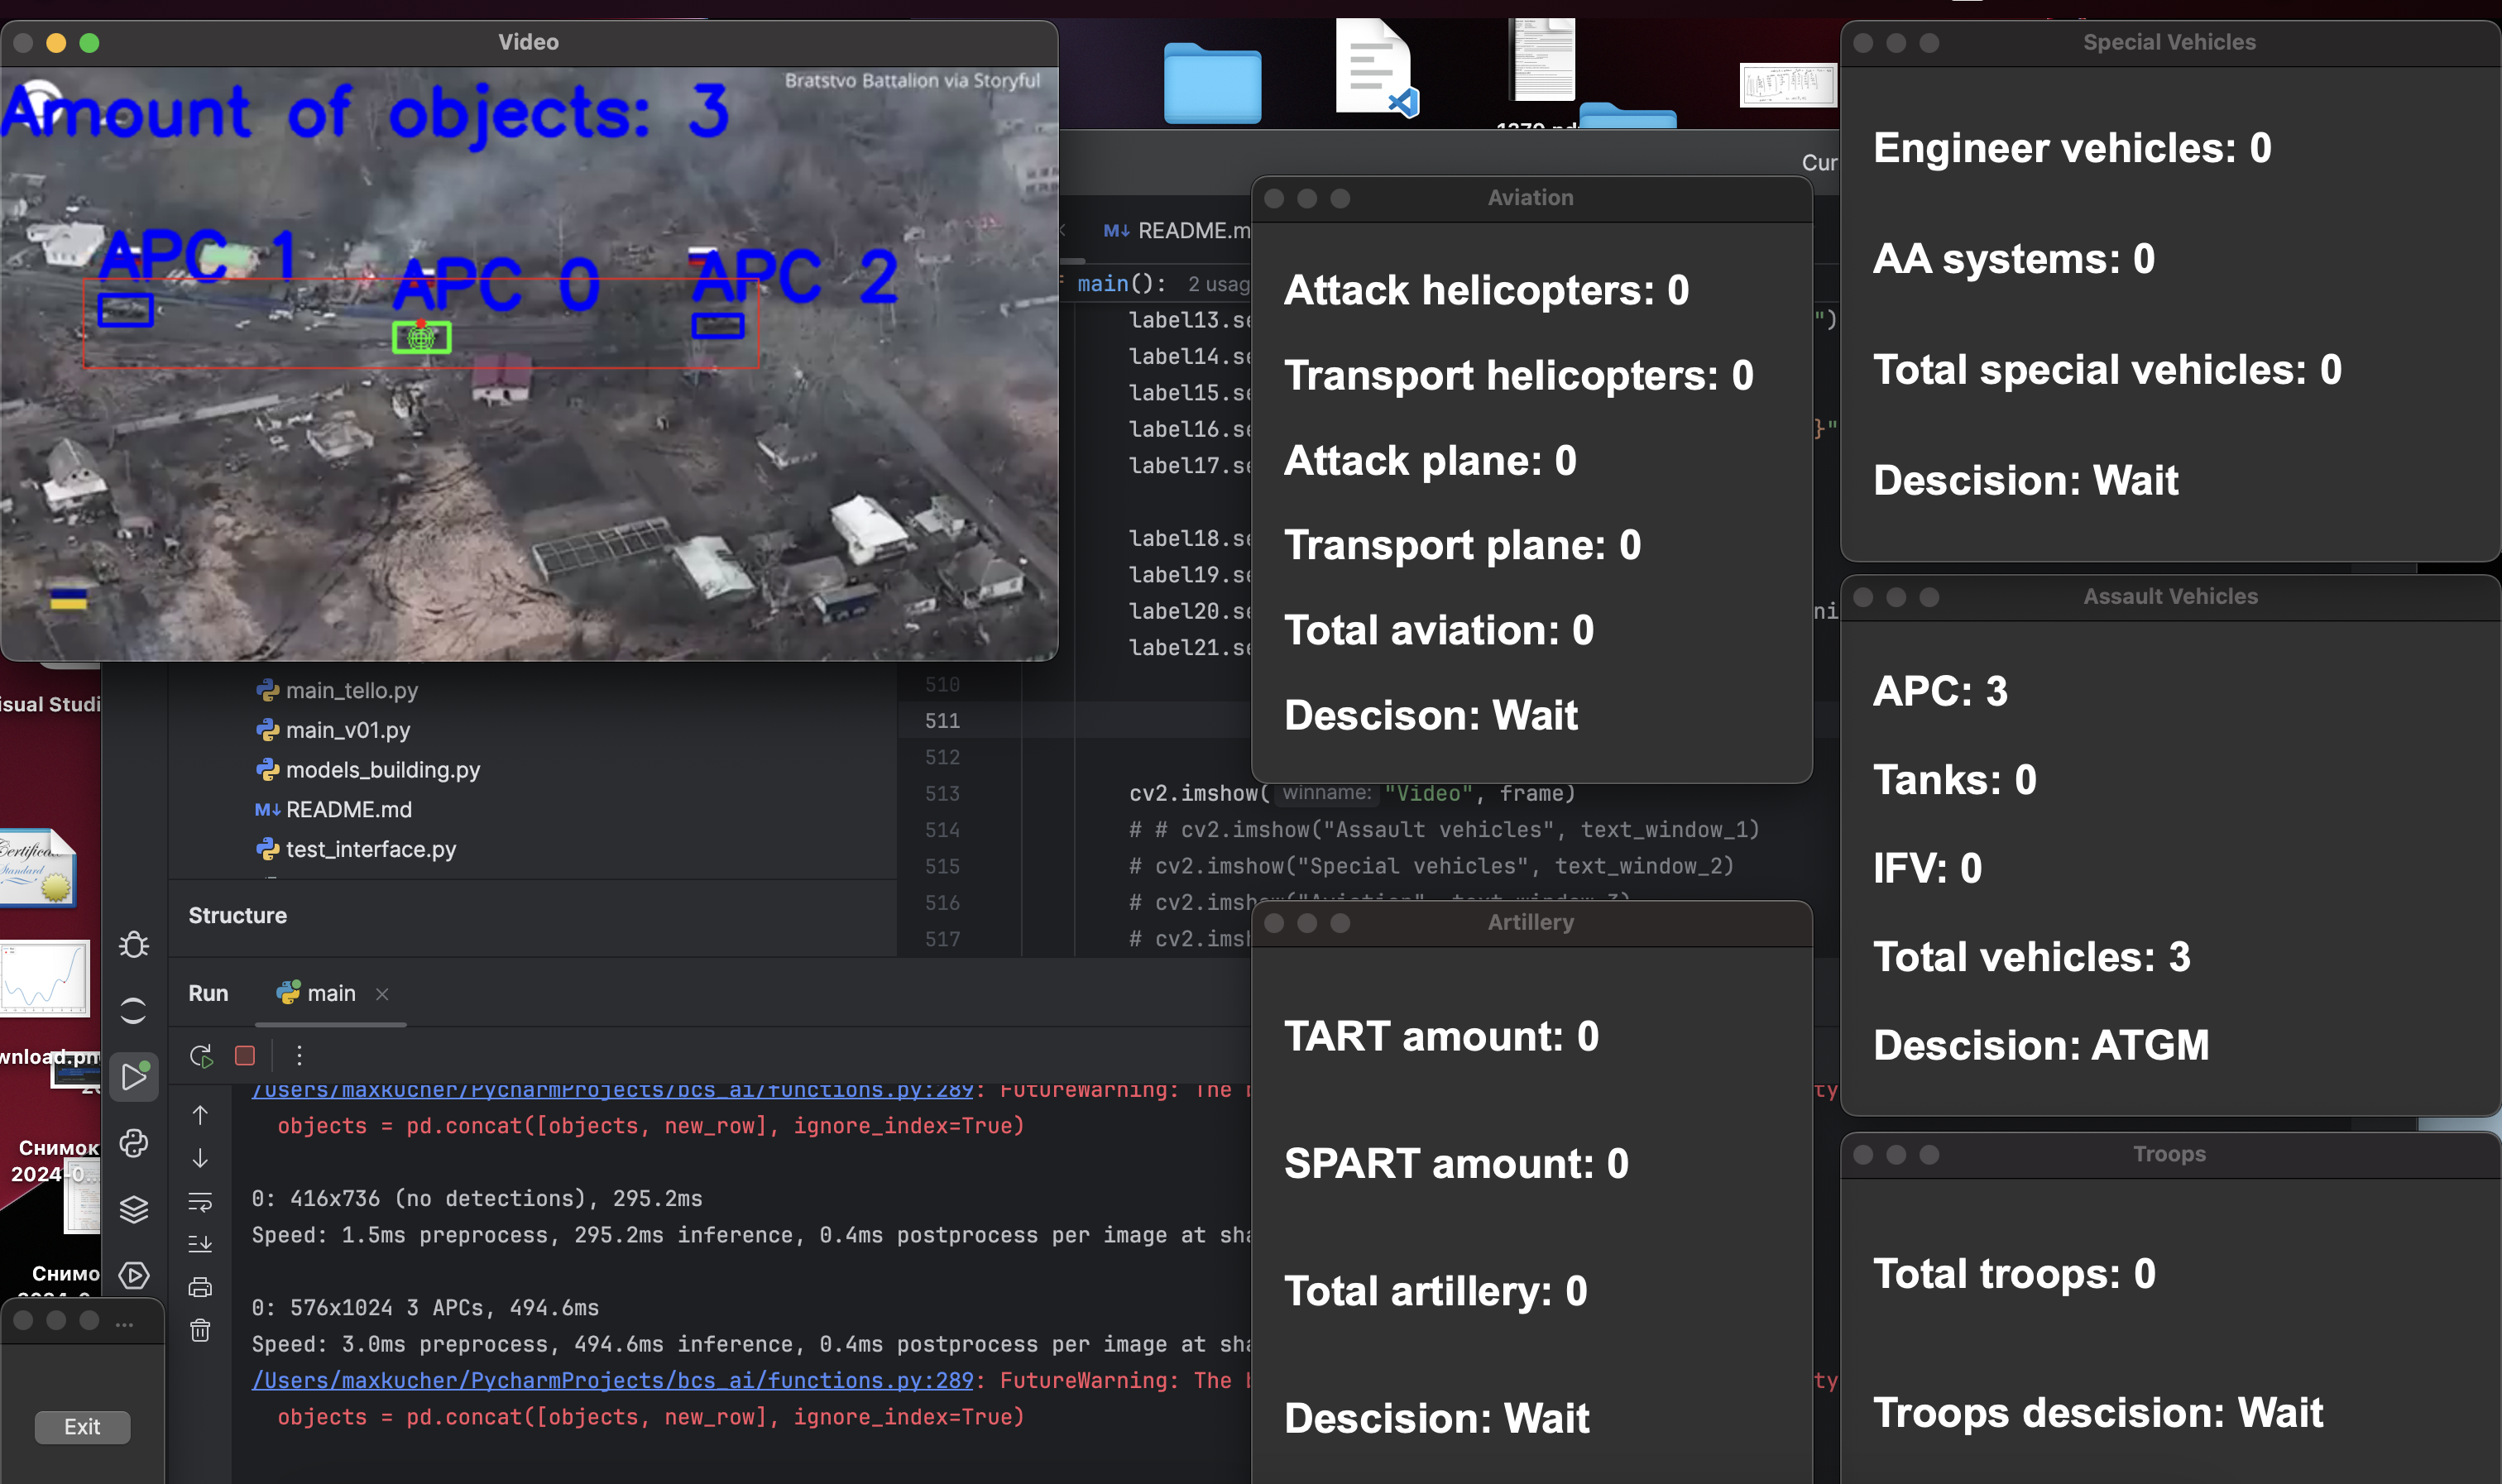 Video
Bratstvo Battalion via Storyful
Amount of objects: 3
APC 1
APC 0
APC 2
Special Vehicles
Engineer vehicles: 0
AA systems: 0
Total special vehicles: 0
Descision: Wait
Cur
README.m
main(): 2 usag
label13.se
label14.se
label15.se
label16.se
label17.se
label18.se
label19.se
label20.se
label21.se
")
}"
ni
Aviation
Attack helicopters: 0
Transport helicopters: 0
Attack plane: 0
Transport plane: 0
Total aviation: 0
Descison: Wait
Assault Vehicles
APC: 3
Tanks: 0
IFV: 0
Total vehicles: 3
Descision: ATGM
isual Studi
main_tello.py
main_v01.py
models_building.py
README.md
test_interface.py
510
511
512
513 cv2.imshow( winname: "Video", frame)
514 # # cv2.imshow("Assault vehicles", text_window_1)
515 # cv2.imshow("Special vehicles", text_window_2)
516 # cv2.imshow("Aviation", text_window_3)
517 # cv2.imsh
Structure
Run main
Artillery
TART amount: 0
SPART amount: 0
Total artillery: 0
Descision: Wait
Troops
Total troops: 0
Troops descision: Wait
/Users/maxkucher/PycharmProjects/bcs_ai/functions.py:289: FutureWarning: The b
ty
objects = pd.concat([objects, new_row], ignore_index=True)
0: 416x736 (no detections), 295.2ms
Speed: 1.5ms preprocess, 295.2ms inference, 0.4ms postprocess per image at sha
0: 576x1024 3 APCs, 494.6ms
Speed: 3.0ms preprocess, 494.6ms inference, 0.4ms postprocess per image at sha
/Users/maxkucher/PycharmProjects/bcs_ai/functions.py:289: FutureWarning: The b
ty
objects = pd.concat([objects, new_row], ignore_index=True)
Certifica
Standard
wnload.pn
Снимок
2024-0...
Снимо
...
Exit